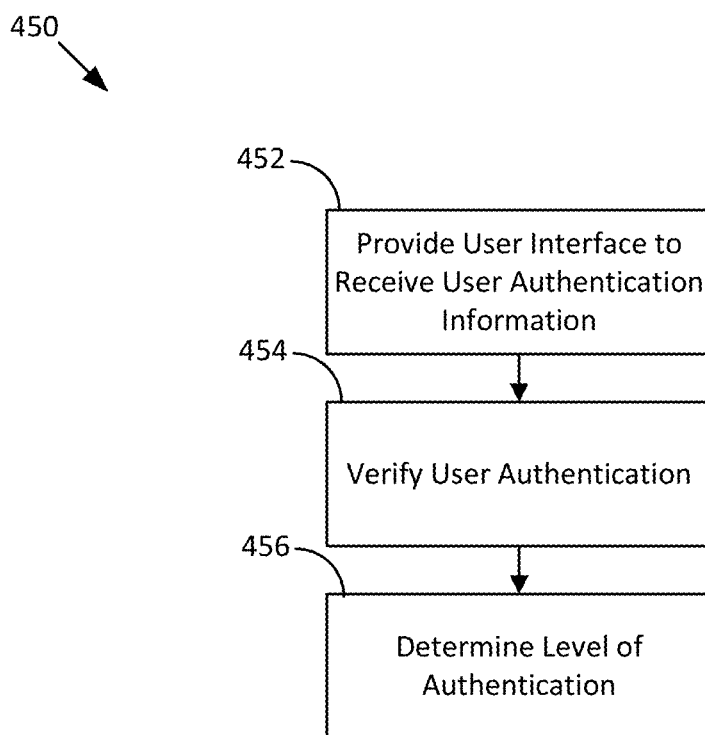 450
452
Provide User Interface to
Receive User Authentication
Information
454
Verify User Authentication
456
Determine Level of
Authentication